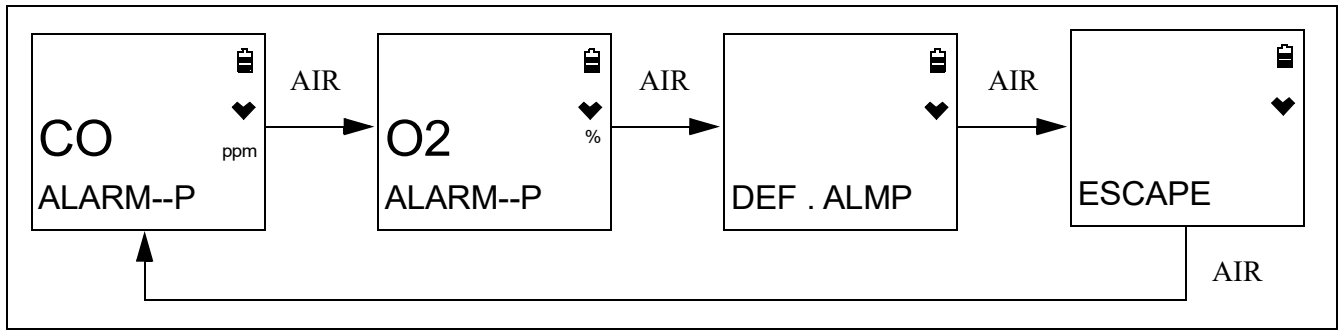 CO
ppm
ALARM--P
AIR
O2
%
ALARM--P
AIR
DEF . ALMP
AIR
ESCAPE
AIR